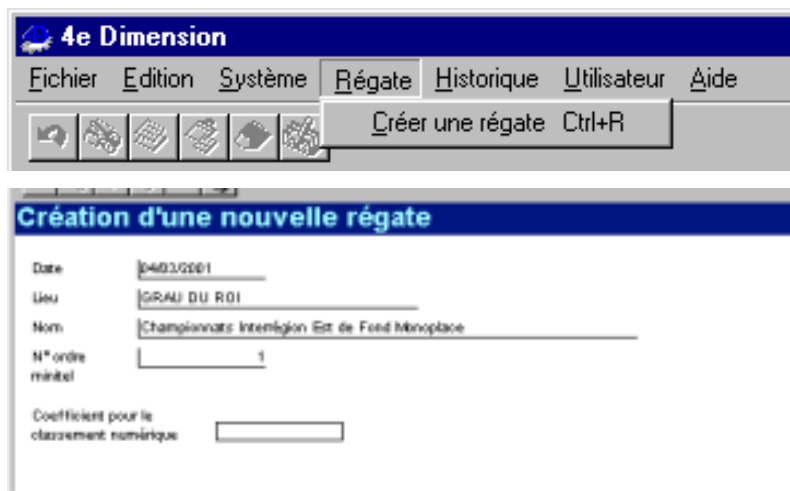 4e Dimension
Fichier Edition Système Régate Historique Utilisateur Aide
Créer une régate Ctrl+R
Création d'une nouvelle régate
Date 04/03/2001
Lieu GRAU DU ROI
Nom Championnats Interrégion Est de Fond Monoplace
N° ordre 1
minitel
Coefficient pour le
classement numérique